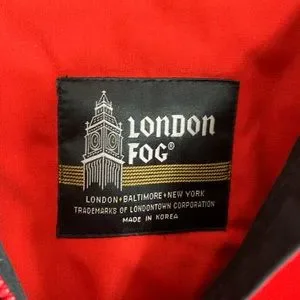 LONDON
FOG®
LONDON • BALTIMORE • NEW YORK
TRADEMARKS OF LONDONTOWN CORPORATION
MADE IN KOREA